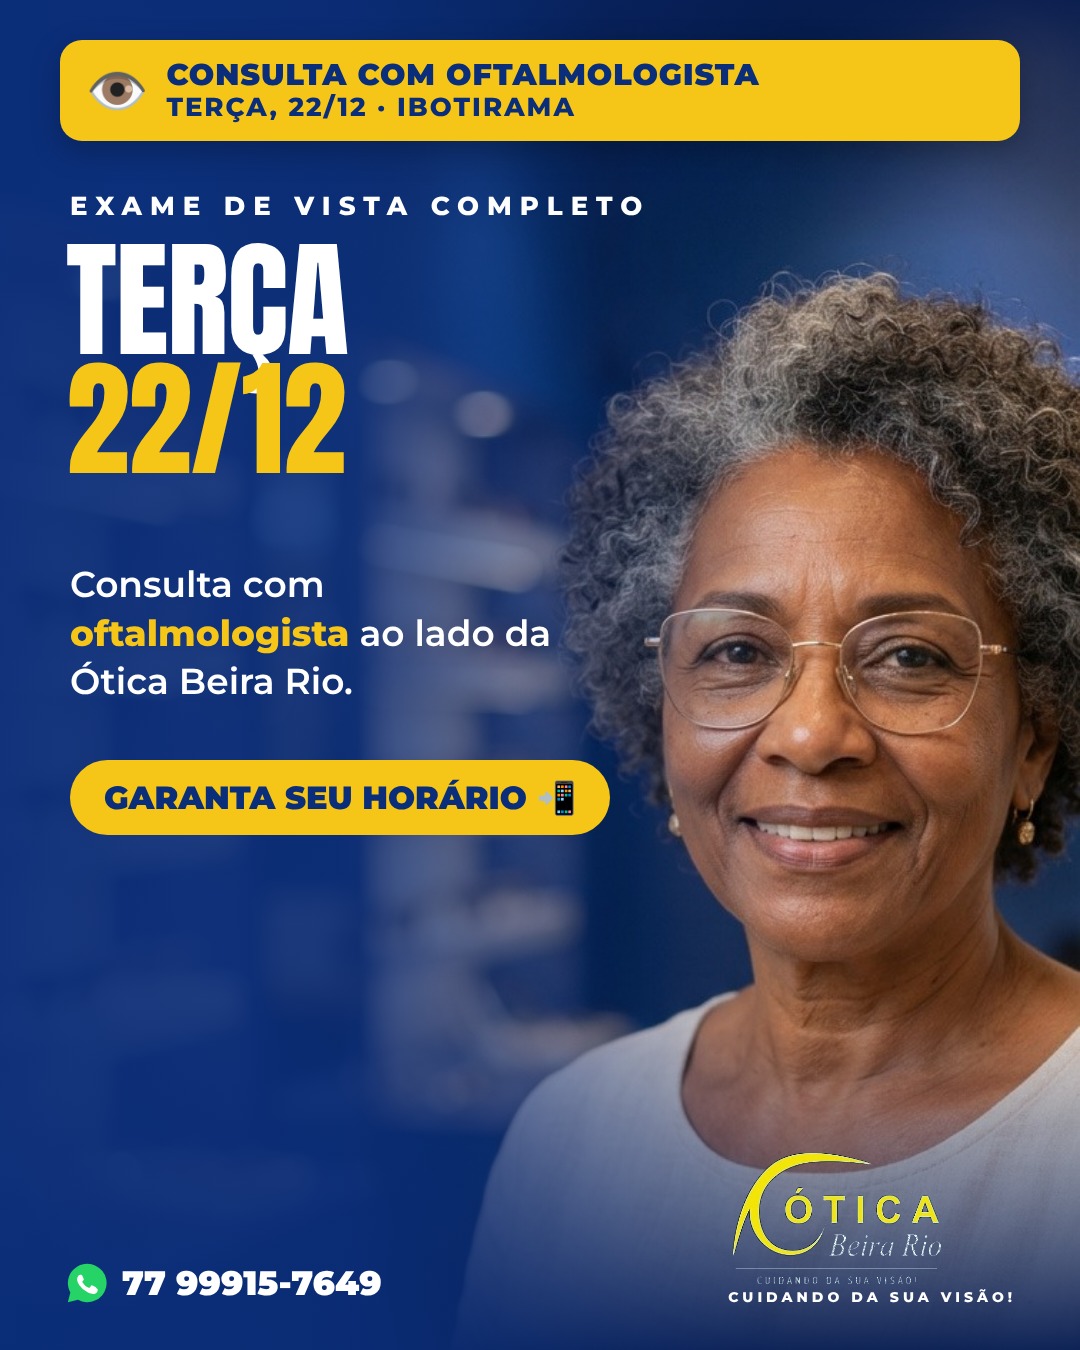 CONSULTA COM OFTALMOLOGISTA
TERÇA, 22/12 · IBOTIRAMA
EXAME DE VISTA COMPLETO
TERÇA
22/12
Consulta com
oftalmologista ao lado da
Ótica Beira Rio.
GARANTA SEU HORÁRIO
ÓTICA
Beira Rio
CUIDANDO DA SUA VISÃO!
CUIDANDO DA SUA VISÃO!
77 99915-7649